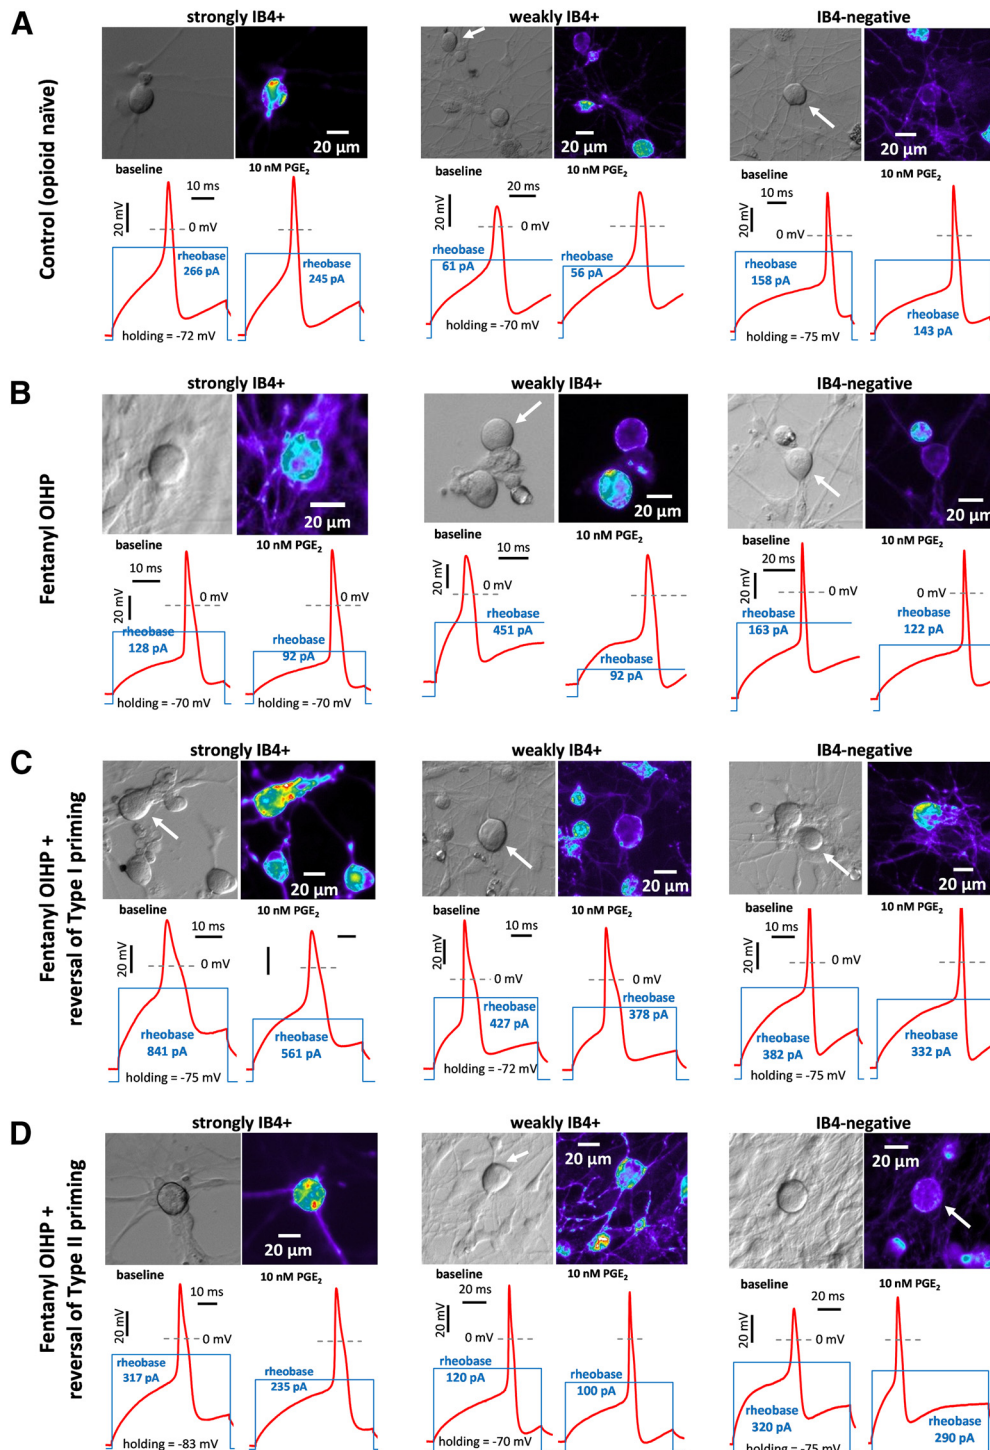 A
Control (opioid naïve)
strongly IB4+
weakly IB4+
IB4-negative
20 µm
20 µm
20 µm
baseline
10 nM PGE2
baseline
10 nM PGE2
baseline
10 nM PGE2
20 mV
10 ms
0 mV
rheobase
266 pA
rheobase
245 pA
holding = -72 mV
20 mV
20 ms
0 mV
rheobase
61 pA
rheobase
56 pA
holding = -70 mV
20 mV
10 ms
0 mV
rheobase
158 pA
rheobase
143 pA
holding = -75 mV
B
Fentanyl OIHP
strongly IB4+
weakly IB4+
IB4-negative
20 µm
20 µm
20 µm
baseline
10 nM PGE2
baseline
10 nM PGE2
baseline
10 nM PGE2
10 ms
20 mV
0 mV
rheobase
128 pA
rheobase
92 pA
holding = -70 mV
holding = -70 mV
10 ms
20 mV
0 mV
rheobase
451 pA
rheobase
92 pA
20 ms
20 mV
0 mV
rheobase
163 pA
rheobase
122 pA
C
Fentanyl OIHP +
reversal of Type I priming
strongly IB4+
weakly IB4+
IB4-negative
20 µm
20 µm
20 µm
baseline
10 nM PGE2
baseline
10 nM PGE2
baseline
10 nM PGE2
10 ms
20 mV
0 mV
rheobase
841 pA
rheobase
561 pA
holding = -75 mV
10 ms
20 mV
0 mV
rheobase
427 pA
rheobase
378 pA
holding = -72 mV
10 ms
20 mV
0 mV
rheobase
382 pA
rheobase
332 pA
holding = -75 mV
D
Fentanyl OIHP +
reversal of Type II priming
strongly IB4+
weakly IB4+
IB4-negative
20 µm
20 µm
20 µm
baseline
10 nM PGE2
baseline
10 nM PGE2
baseline
10 nM PGE2
10 ms
20 mV
0 mV
rheobase
317 pA
rheobase
235 pA
holding = -83 mV
20 ms
20 mV
0 mV
rheobase
120 pA
rheobase
100 pA
holding = -70 mV
20 ms
20 mV
0 mV
rheobase
320 pA
rheobase
290 pA
holding = -75 mV